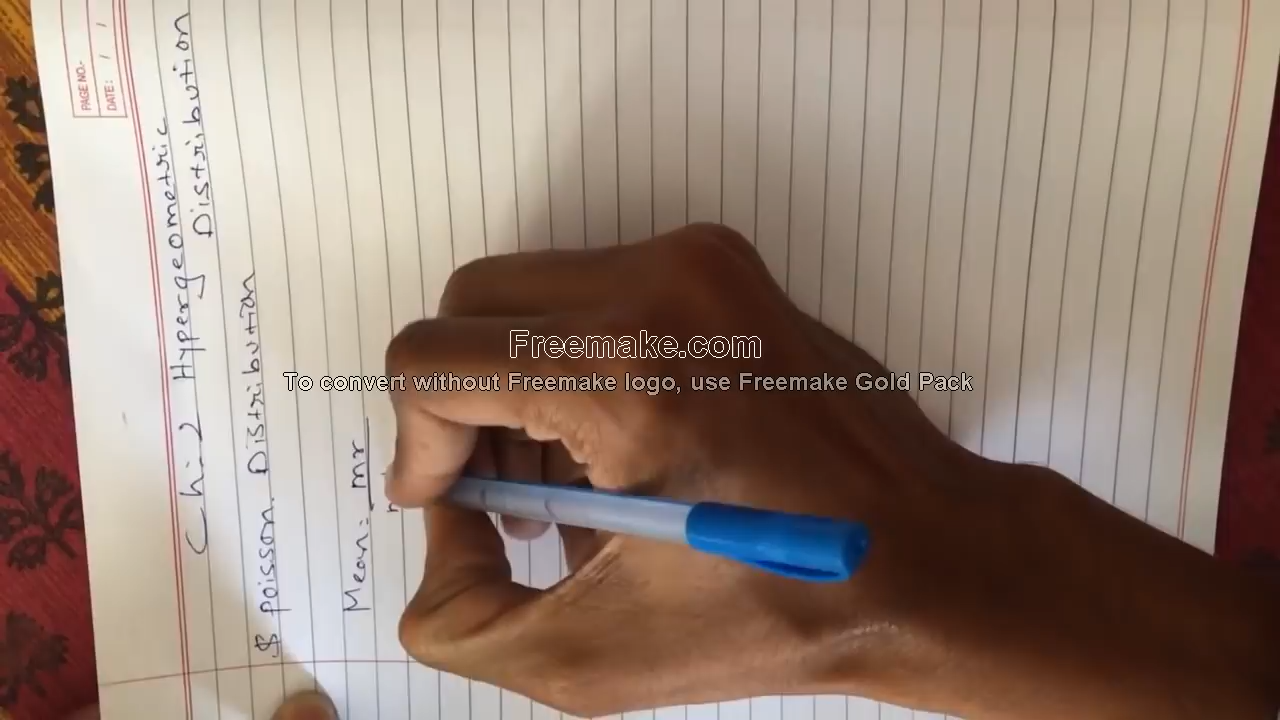 PAGE NO.-
DATE: / /
Ch:-2 Hypergeometric
Distribution
$ poisson. Distribution
Mean: mr
Freemake.com
To convert without Freemake logo, use Freemake Gold Pack